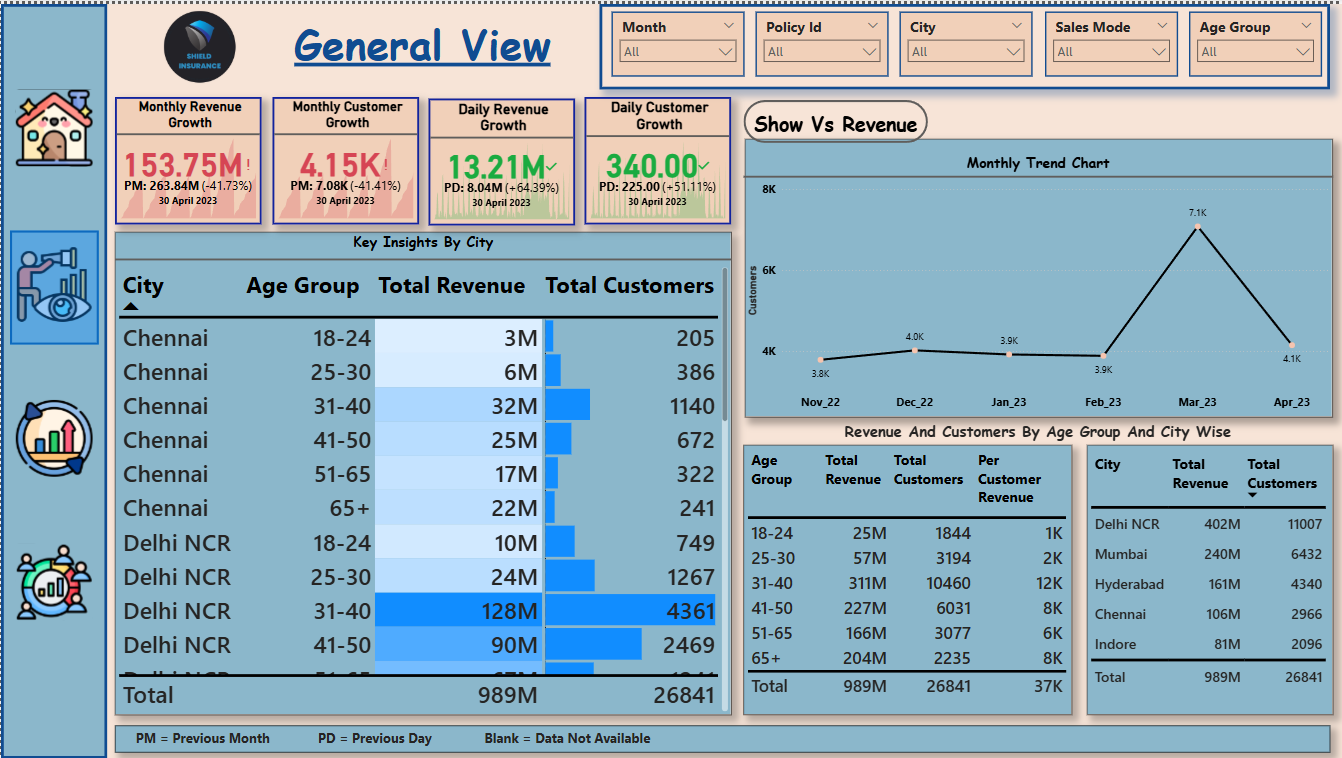 SHIELD
INSURANCE
General View
Month
All
Policy Id
All
City
All
Sales Mode
All
Age Group
All
Monthly Revenue
Growth
153.75M!
PM: 263.84M (-41.73%)
30 April 2023
Monthly Customer
Growth
4.15K!
PM: 7.08K (-41.41%)
30 April 2023
Daily Revenue
Growth
13.21M✓
PD: 8.04M (+64.39%)
30 April 2023
Daily Customer
Growth
340.00✓
PD: 225.00 (+51.11%)
30 April 2023
Show Vs Revenue
Monthly Trend Chart
Customers
8K
6K
4K
3.8K
4.0K
3.9K
3.9K
7.1K
4.1K
Nov_22 Dec_22 Jan_23 Feb_23 Mar_23 Apr_23
Key Insights By City
City Age Group Total Revenue Total Customers
Chennai 18-24 3M 205
Chennai 25-30 6M 386
Chennai 31-40 32M 1140
Chennai 41-50 25M 672
Chennai 51-65 17M 322
Chennai 65+ 22M 241
Delhi NCR 18-24 10M 749
Delhi NCR 25-30 24M 1267
Delhi NCR 31-40 128M 4361
Delhi NCR 41-50 90M 2469
Total 989M 26841
Revenue And Customers By Age Group And City Wise
Age Group Total Revenue Total Customers Per Customer Revenue
18-24 25M 1844 1K
25-30 57M 3194 2K
31-40 311M 10460 12K
41-50 227M 6031 8K
51-65 166M 3077 6K
65+ 204M 2235 8K
Total 989M 26841 37K
City Total Revenue Total Customers
Delhi NCR 402M 11007
Mumbai 240M 6432
Hyderabad 161M 4340
Chennai 106M 2966
Indore 81M 2096
Total 989M 26841
PM = Previous Month PD = Previous Day Blank = Data Not Available